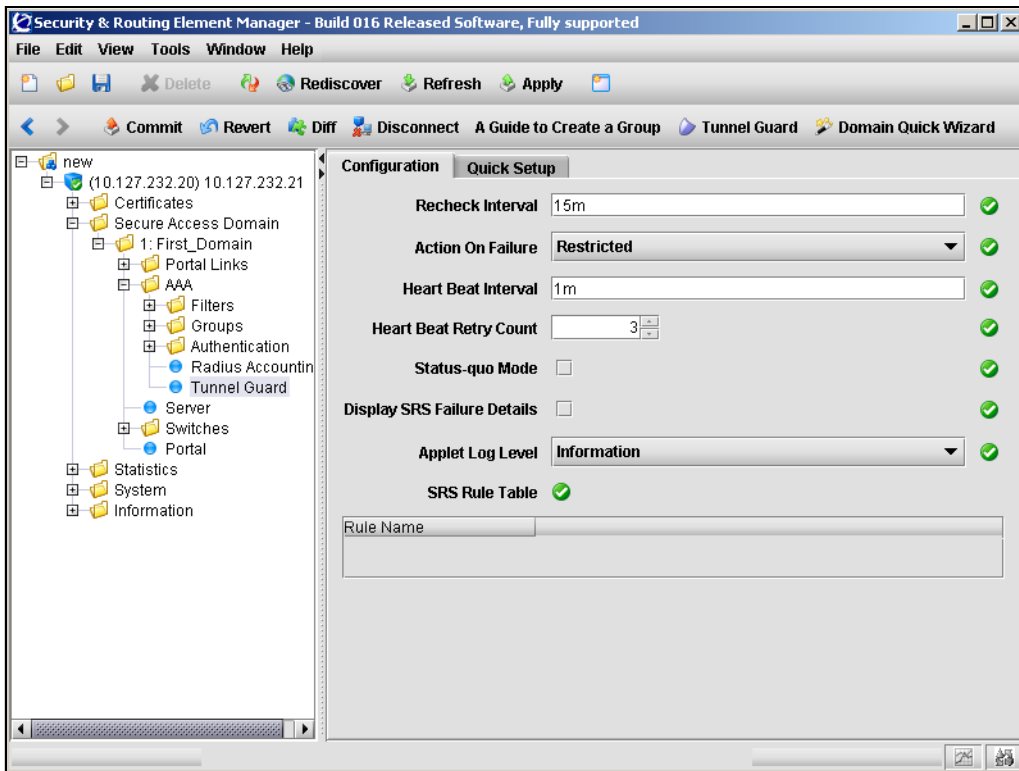 Security & Routing Element Manager - Build 016 Released Software, Fully supported
File Edit View Tools Window Help
Delete Rediscover Refresh Apply
Commit Revert Diff Disconnect A Guide to Create a Group Tunnel Guard Domain Quick Wizard
new
(10.127.232.20) 10.127.232.21
Certificates
Secure Access Domain
1: First_Domain
Portal Links
AAA
Filters
Groups
Authentication
Radius Accountin
Tunnel Guard
Server
Switches
Portal
Statistics
System
Information
Configuration Quick Setup
Recheck Interval 15m
Action On Failure Restricted
Heart Beat Interval 1m
Heart Beat Retry Count 3
Status-quo Mode
Display SRS Failure Details
Applet Log Level Information
SRS Rule Table
Rule Name